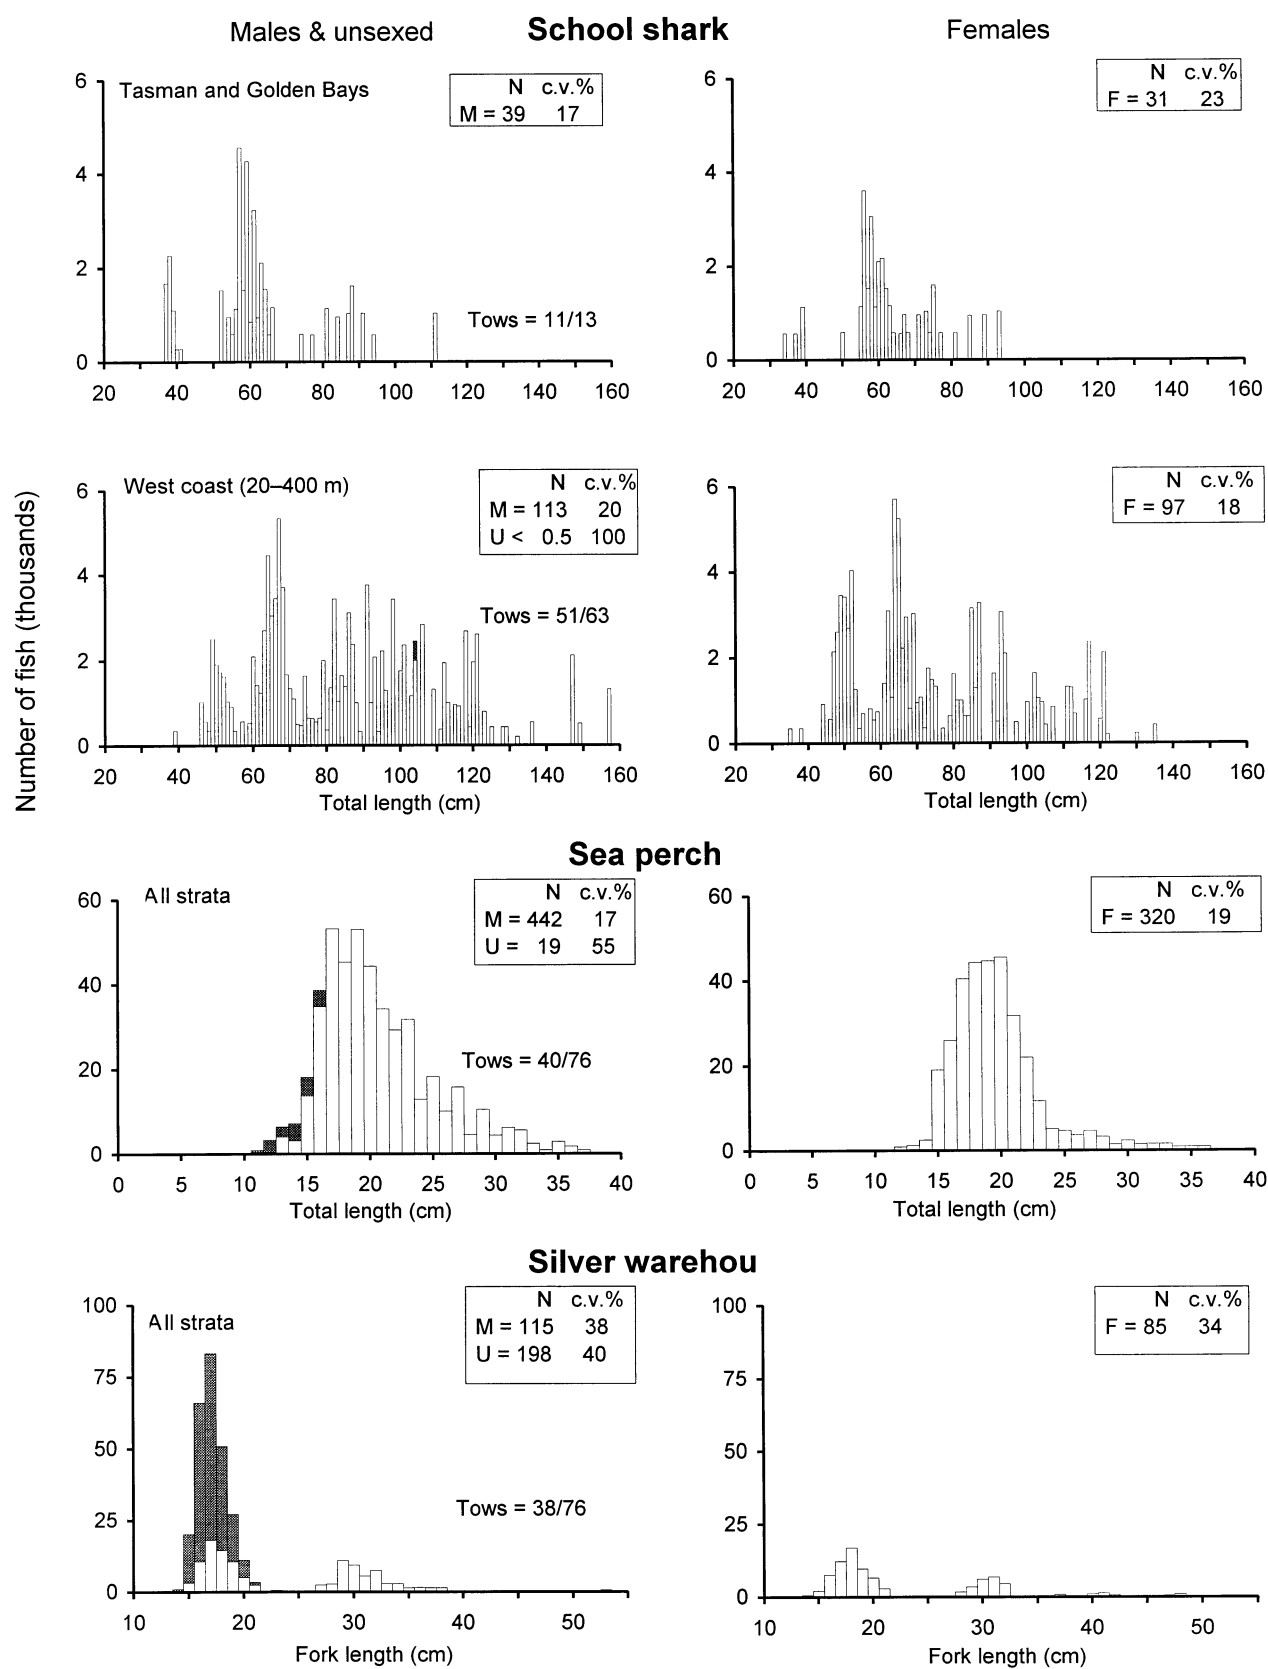 Males & unsexed School shark Females
Tasman and Golden Bays
N c.v.%
M = 39 17
Tows = 11/13
6
4
2
0
20 40 60 80 100 120 140 160
N c.v.%
F = 31 23
6
4
2
0
20 40 60 80 100 120 140 160
Number of fish (thousands)
West coast (20–400 m)
N c.v.%
M = 113 20
U < 0.5 100
Tows = 51/63
6
4
2
0
20 40 60 80 100 120 140 160
Total length (cm)
N c.v.%
F = 97 18
6
4
2
0
20 40 60 80 100 120 140 160
Total length (cm)
Sea perch
All strata
N c.v.%
M = 442 17
U = 19 55
Tows = 40/76
60
40
20
0
0 5 10 15 20 25 30 35 40
Total length (cm)
N c.v.%
F = 320 19
60
40
20
0
0 5 10 15 20 25 30 35 40
Total length (cm)
Silver warehou
All strata
N c.v.%
M = 115 38
U = 198 40
Tows = 38/76
100
75
50
25
0
10 20 30 40 50
Fork length (cm)
N c.v.%
F = 85 34
100
75
50
25
0
10 20 30 40 50
Fork length (cm)